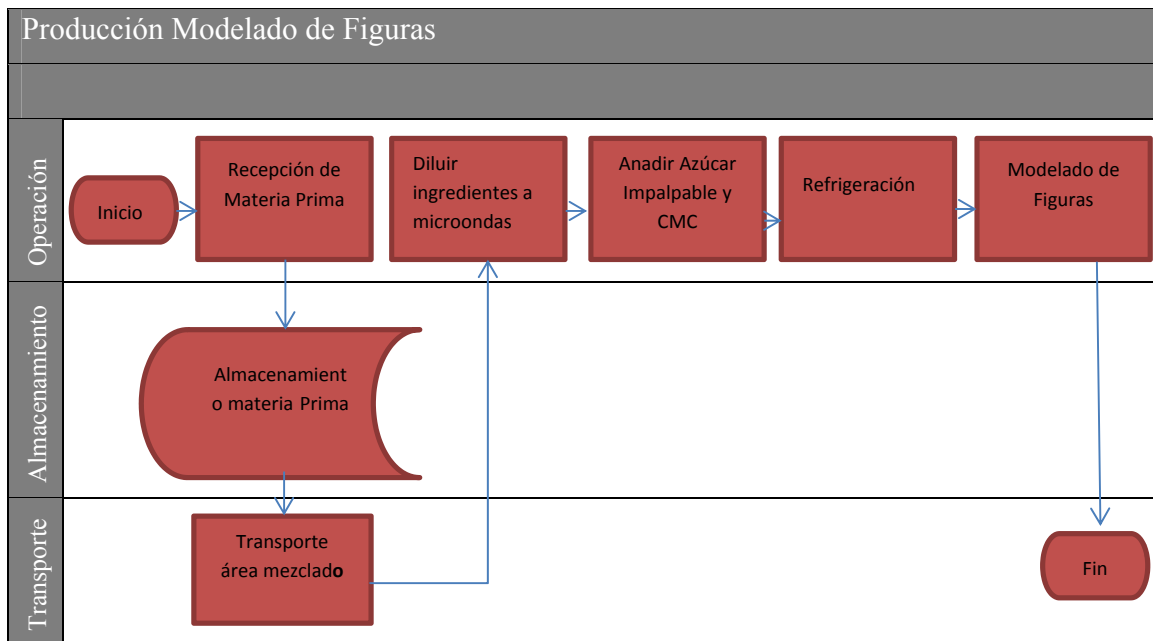 Producción Modelado de Figuras
Operación
Inicio
Recepción de
Materia Prima
Diluir
ingredientes a
microondas
Anadir Azúcar
Impalpable y
CMC
Refrigeración
Modelado de
Figuras
Almacenamiento
Almacenamient
o materia Prima
Transporte
Transporte
área mezclado
Fin